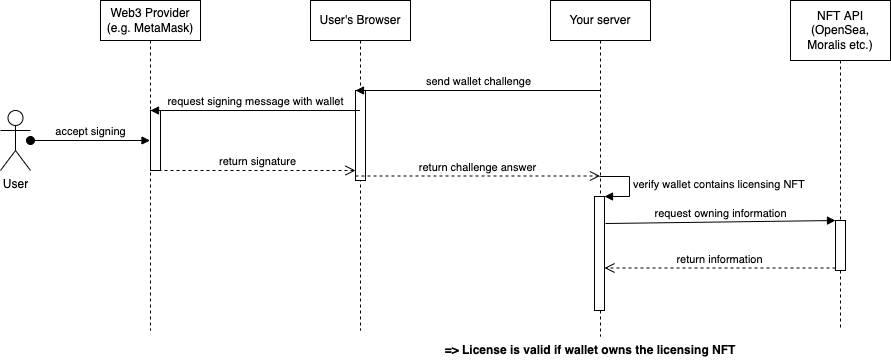 Web3 Provider
(e.g. MetaMask)
User's Browser
Your server
NFT API
(OpenSea,
Moralis etc.)
send wallet challenge
request signing message with wallet
accept signing
return signature
return challenge answer
User
verify wallet contains licensing NFT
request owning information
return information
=> License is valid if wallet owns the licensing NFT